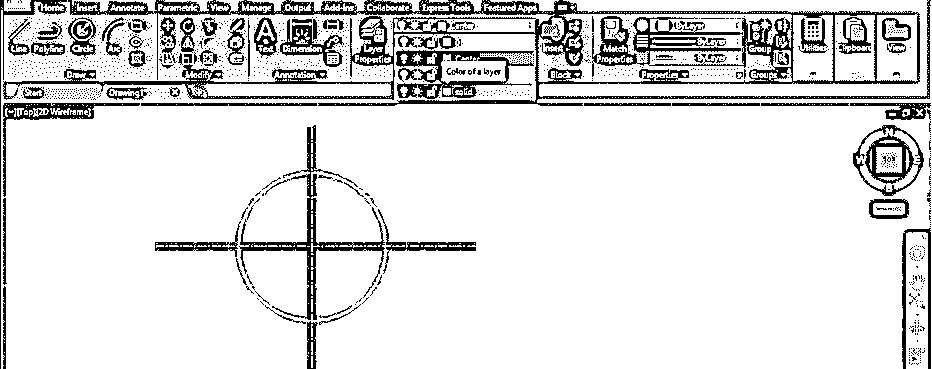 Home Insert Annotate Parametric View Manage Output Add-ins Collaborate Express Tools Featured Apps
Line Polyline Circle Arc
Text Dimension
Layer Properties
Center
0
Center
Color of a layer
solid
Insert
Match Properties
ByLayer
ByLayer
ByLayer
Group
Utilities Clipboard View
Draw Modify Annotation Block Properties Groups
Start Drawing1*
[-][Top][2D Wireframe]
N
W
TOP
E
S